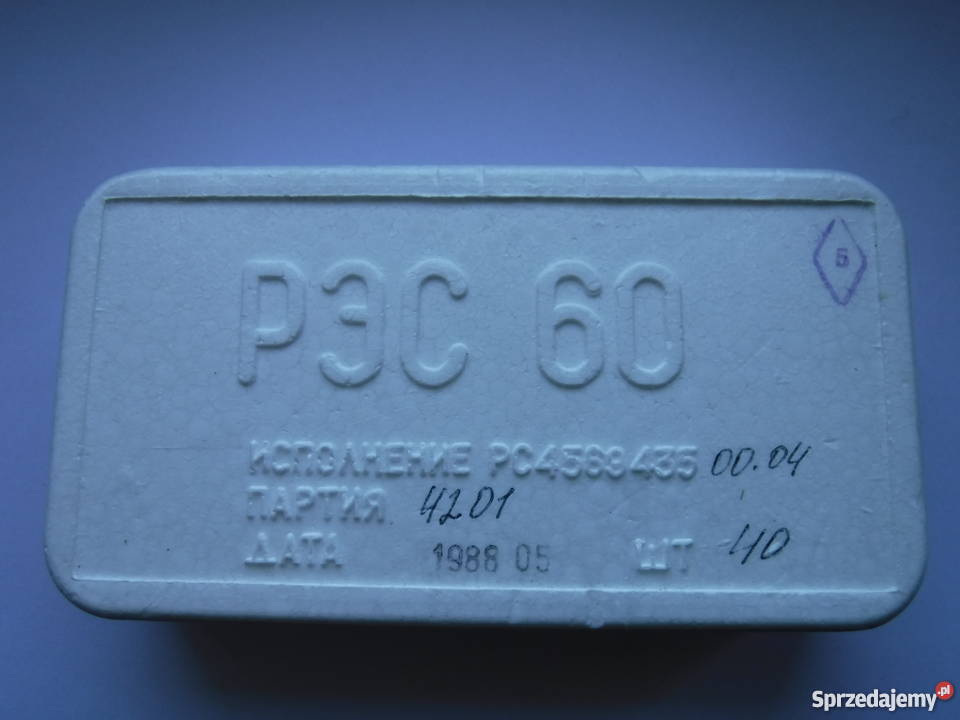 РЭС 60
Б
ИСПОЛНЕНИЕ РС4569435 00.04
ПАРТИЯ 4201
ДАТА 1988 05 ШТ 40
Sprzedajemy.pl